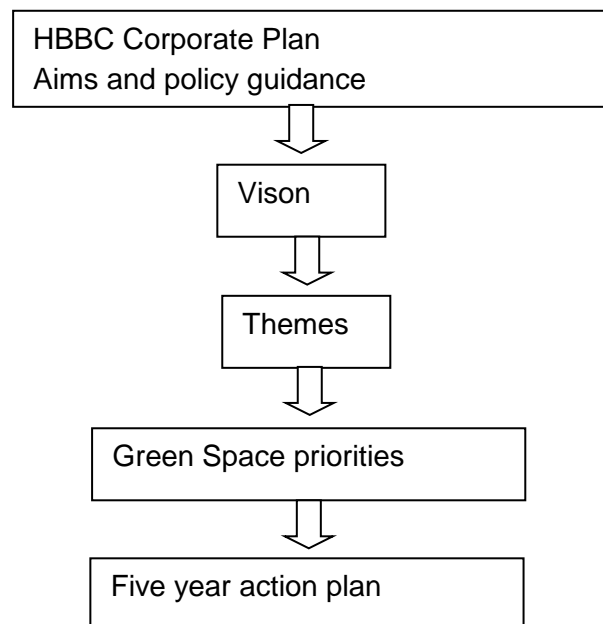 HBBC Corporate Plan
Aims and policy guidance
Vison
Themes
Green Space priorities
Five year action plan